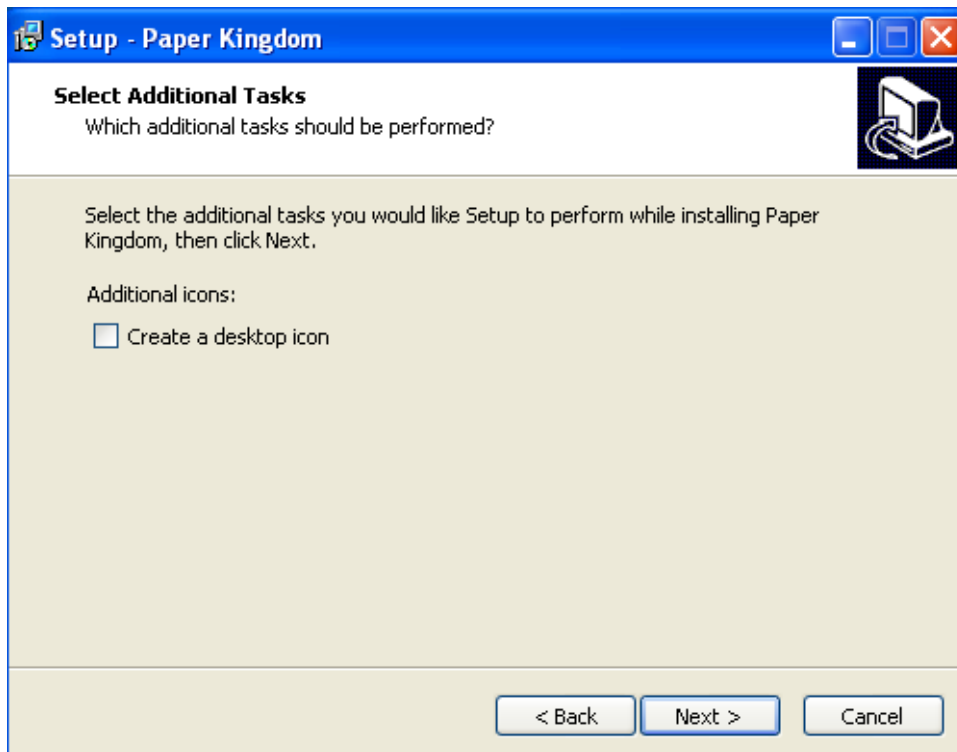 Setup - Paper Kingdom
Select Additional Tasks
Which additional tasks should be performed?
Select the additional tasks you would like Setup to perform while installing Paper
Kingdom, then click Next.
Additional icons:
Create a desktop icon
< Back
Next >
Cancel